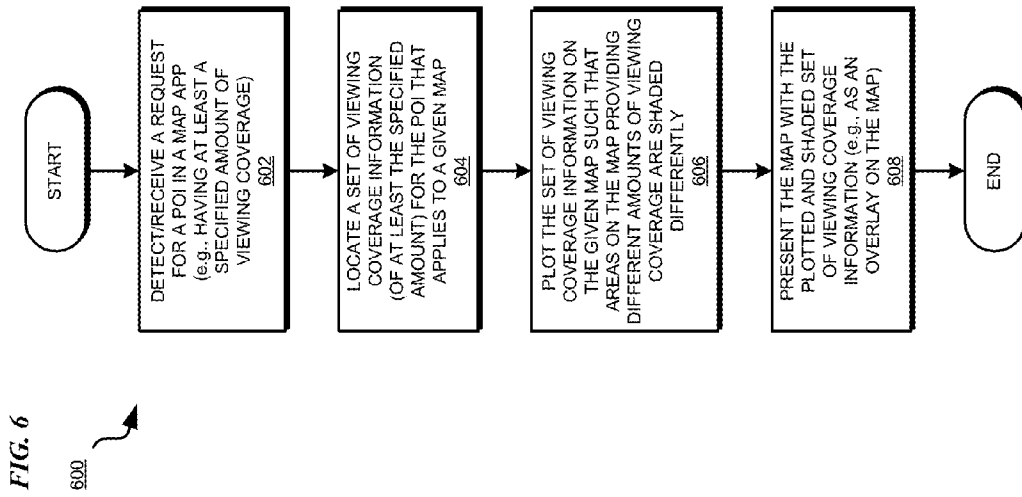 FIG. 6
600
START
DETECT/RECEIVE A REQUEST
FOR A POI IN A MAP APP
(e.g., HAVING AT LEAST A
SPECIFIED AMOUNT OF
VIEWING COVERAGE)
602
LOCATE A SET OF VIEWING
COVERAGE INFORMATION
(OF AT LEAST THE SPECIFIED
AMOUNT) FOR THE POI THAT
APPLIES TO A GIVEN MAP
604
PLOT THE SET OF VIEWING
COVERAGE INFORMATION ON
THE GIVEN MAP SUCH THAT
AREAS ON THE MAP PROVIDING
DIFFERENT AMOUNTS OF VIEWING
COVERAGE ARE SHADED
DIFFERENTLY
606
PRESENT THE MAP WITH THE
PLOTTED AND SHADED SET
OF VIEWING COVERAGE
INFORMATION (e.g., AS AN
OVERLAY ON THE MAP)
608
END